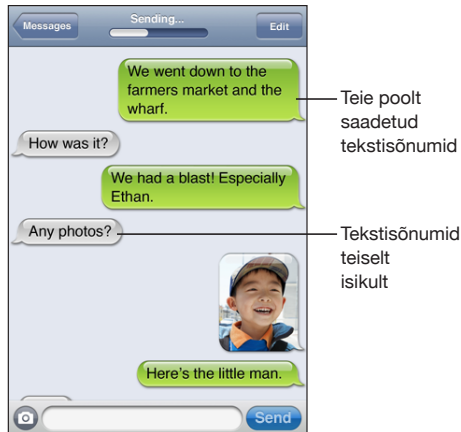 Messages
Sending...
Edit
We went down to the
farmers market and the
wharf.
Teie poolt
saadetud
tekstisõnumid
How was it?
We had a blast! Especially
Ethan.
Any photos?
Tekstisõnumid
teiselt
isikult
Here's the little man.
Send